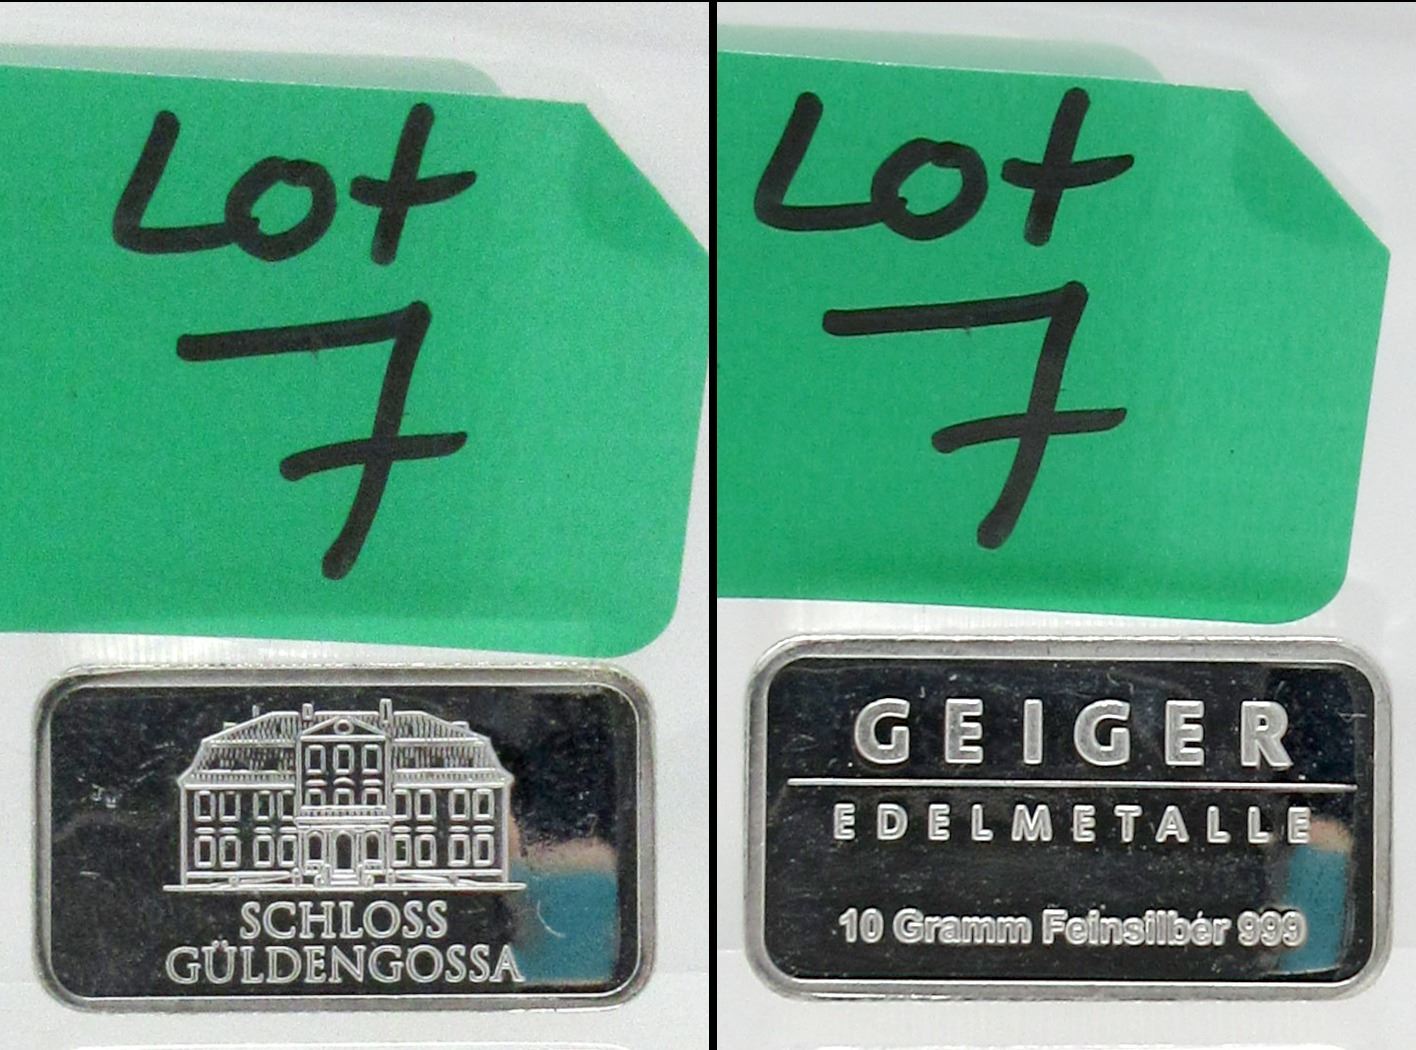 Lot
7
SCHLOSS
GÜLDENGOSSA
Lot
7
GEIGER
EDELMETALLE
10 Gramm Feinsilber 999